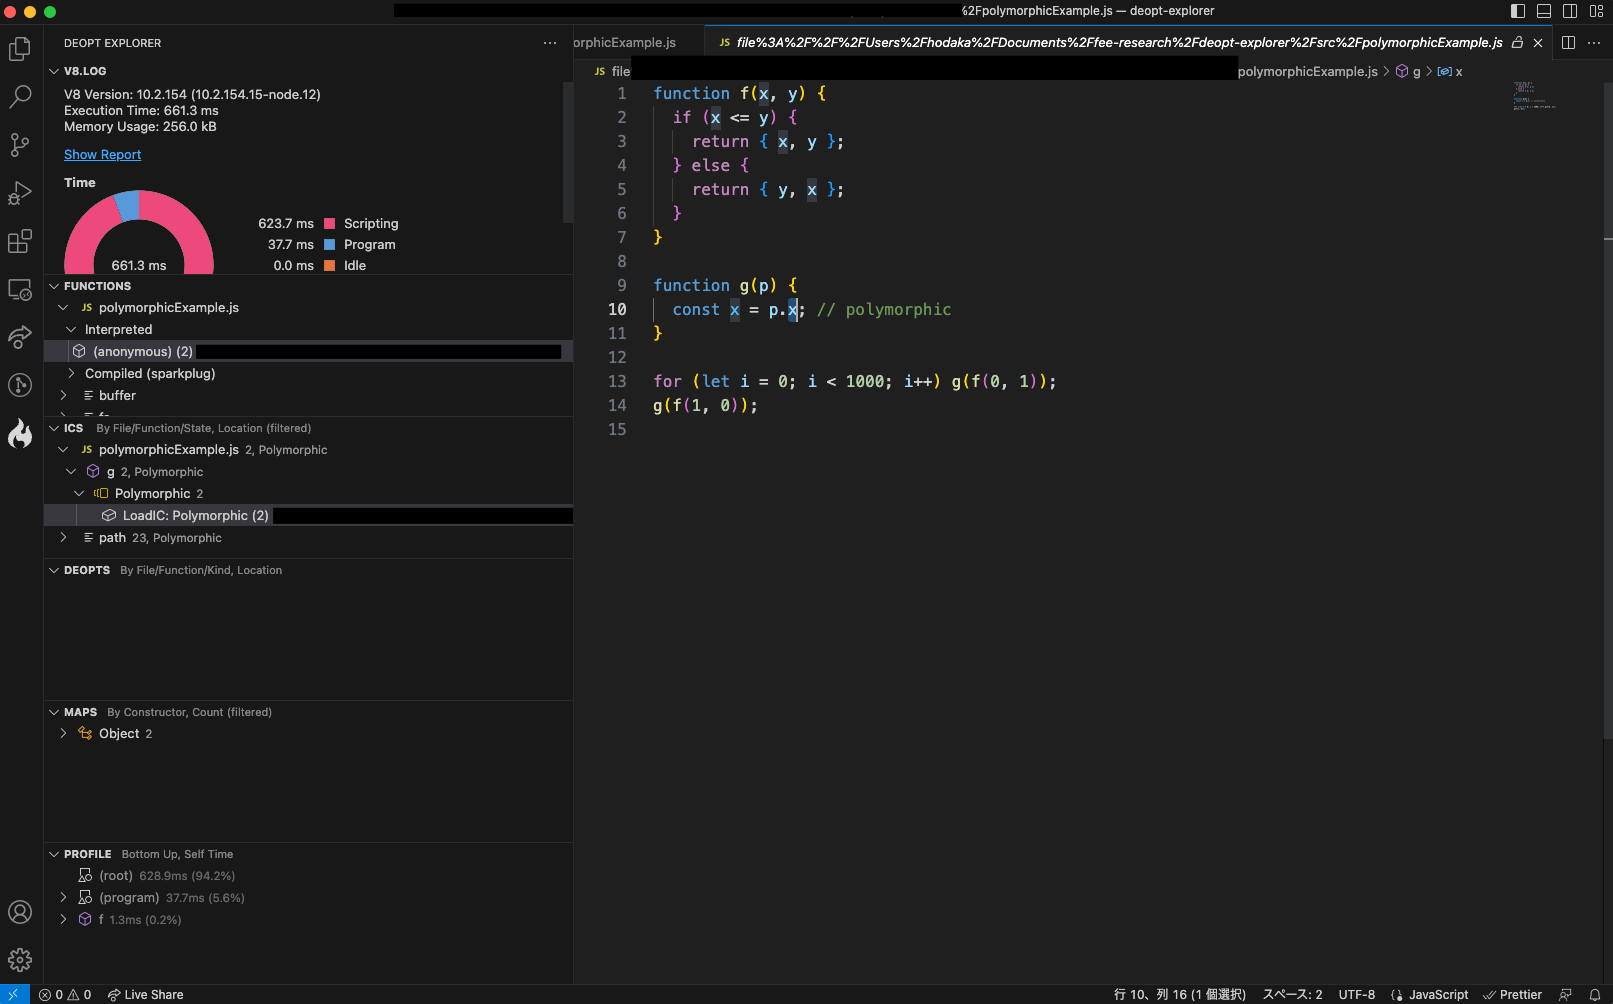 %2FpolymorphicExample.js — deopt-explorer
DEOPT EXPLORER
V8.LOG
V8 Version: 10.2.154 (10.2.154.15-node.12)
Execution Time: 661.3 ms
Memory Usage: 256.0 kB
Show Report
Time
661.3 ms
623.7 ms Scripting
37.7 ms Program
0.0 ms Idle
FUNCTIONS
JS polymorphicExample.js
Interpreted
(anonymous) (2)
Compiled (sparkplug)
buffer
ICS By File/Function/State, Location (filtered)
JS polymorphicExample.js 2, Polymorphic
g 2, Polymorphic
Polymorphic 2
LoadIC: Polymorphic (2)
path 23, Polymorphic
DEOPTS By File/Function/Kind, Location
MAPS By Constructor, Count (filtered)
Object 2
PROFILE Bottom Up, Self Time
(root) 628.9ms (94.2%)
(program) 37.7ms (5.6%)
f 1.3ms (0.2%)
orphicExample.js
JS file%3A%2F%2F%2FUsers%2Fhodaka%2FDocuments%2Ffee-research%2Fdeopt-explorer%2Fsrc%2FpolymorphicExample.js
JS file polymorphicExample.js > g > x
1 function f(x, y) {
2 if (x <= y) {
3 return { x, y };
4 } else {
5 return { y, x };
6 }
7 }
8
9 function g(p) {
10 const x = p.x; // polymorphic
11 }
12
13 for (let i = 0; i < 1000; i++) g(f(0, 1));
14 g(f(1, 0));
15
0 0 Live Share
行 10、列 16 (1 個選択) スペース: 2 UTF-8 {} JavaScript Prettier